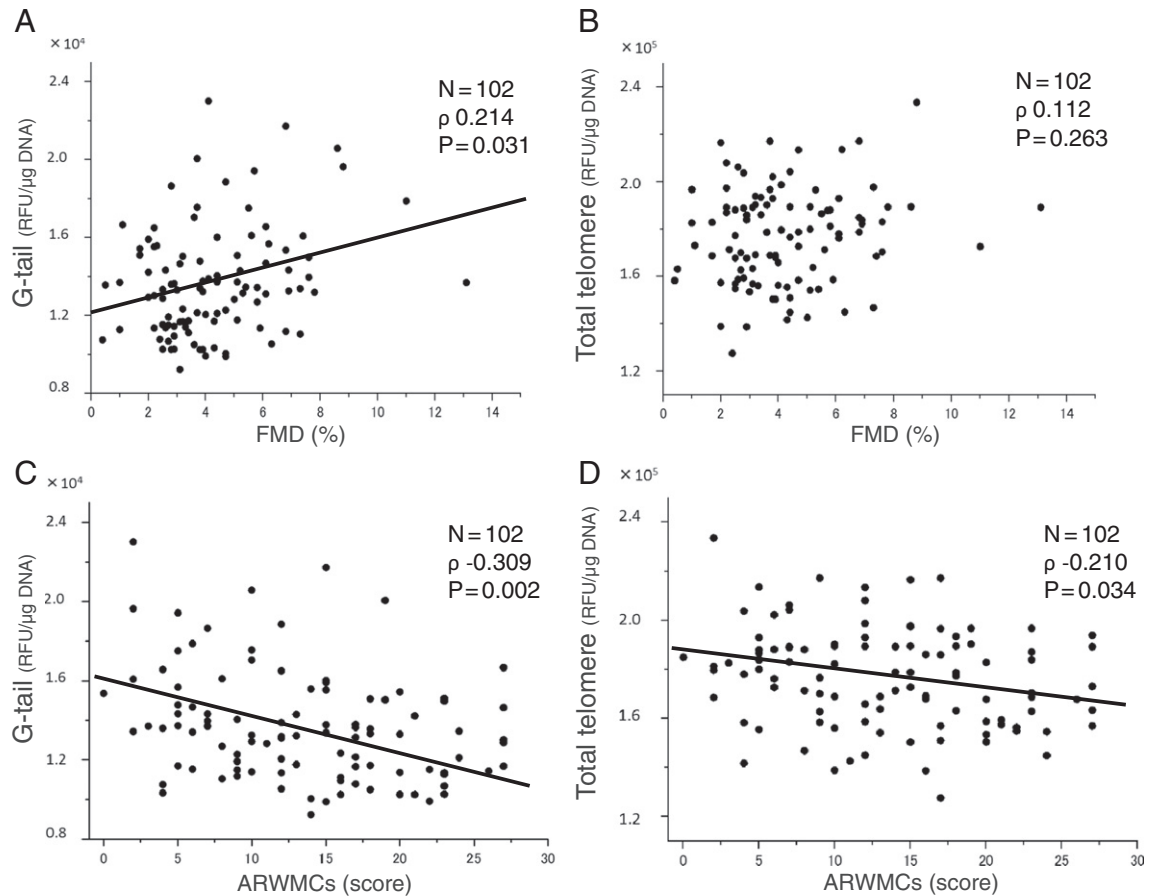 A
×10⁴
2.4
2.0
1.6
1.2
0.8
G-tail (RFU/μg DNA)
N=102
ρ 0.214
P=0.031
0 2 4 6 8 10 12 14
FMD (%)
B
×10⁵
2.4
2.0
1.6
1.2
Total telomere (RFU/μg DNA)
N=102
ρ 0.112
P=0.263
0 2 4 6 8 10 12 14
FMD (%)
C
×10⁴
2.4
2.0
1.6
1.2
0.8
G-tail (RFU/μg DNA)
N=102
ρ -0.309
P=0.002
0 5 10 15 20 25 30
ARWMCs (score)
D
×10⁵
2.4
2.0
1.6
1.2
Total telomere (RFU/μg DNA)
N=102
ρ -0.210
P=0.034
0 5 10 15 20 25 30
ARWMCs (score)